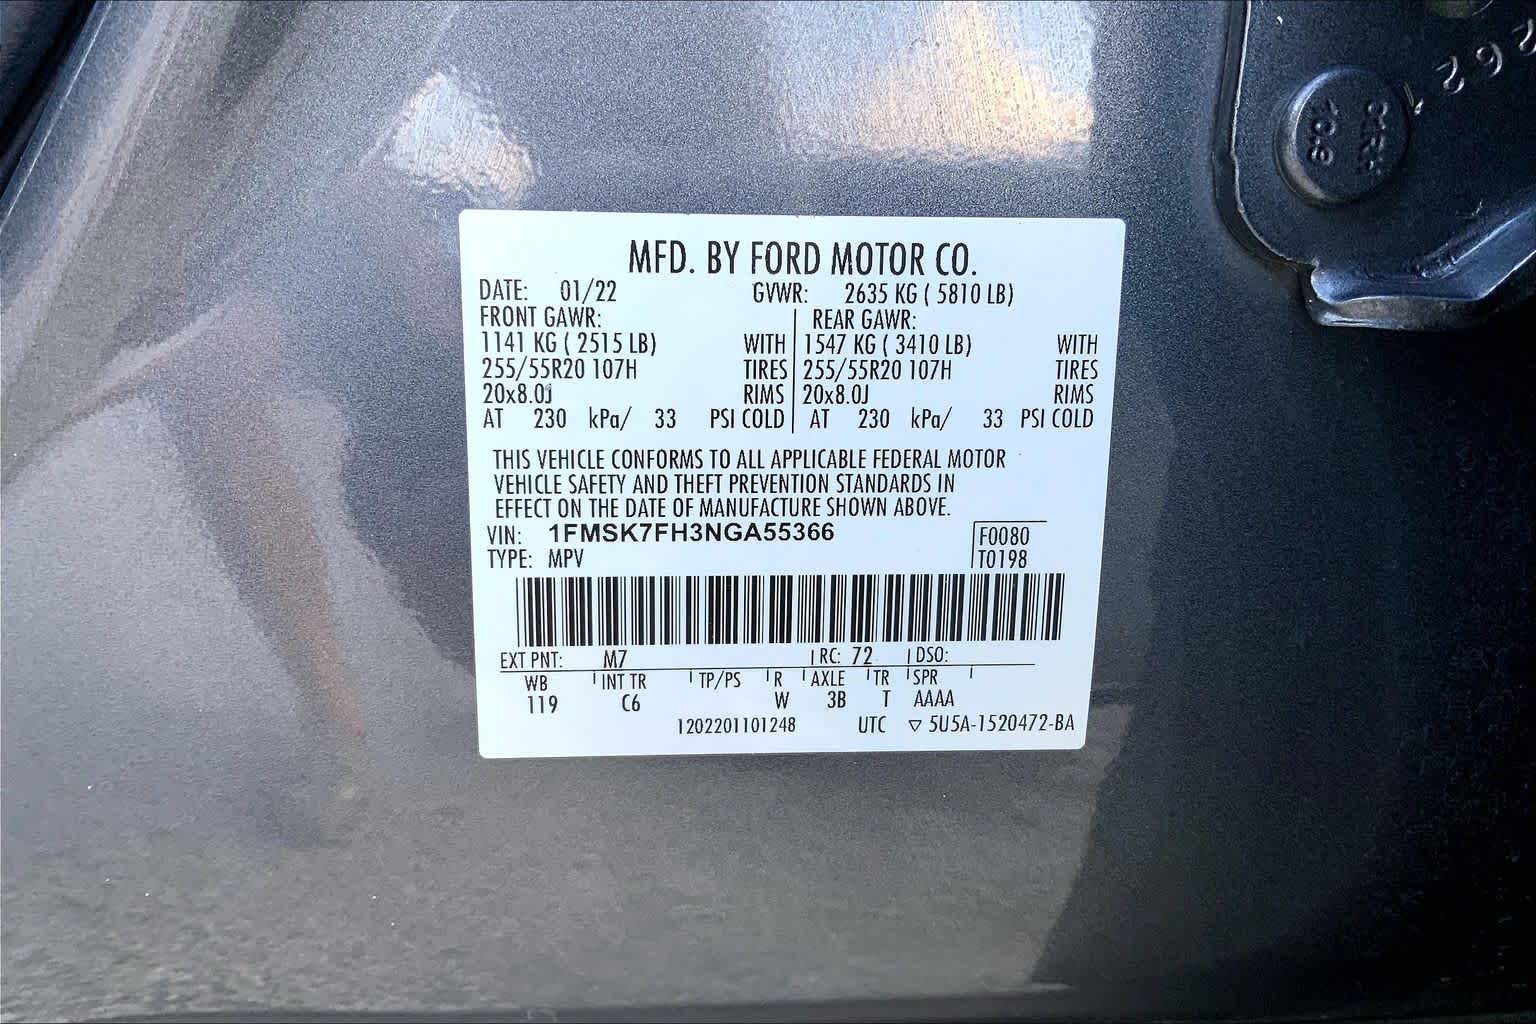 2621
10.9
MFD. BY FORD MOTOR CO.
DATE: 01/22 GVWR: 2635 KG ( 5810 LB)
FRONT GAWR: REAR GAWR:
1141 KG ( 2515 LB) WITH 1547 KG ( 3410 LB) WITH
255/55R20 107H TIRES 255/55R20 107H TIRES
20x8.0J RIMS 20x8.0J RIMS
AT 230 kPa/ 33 PSI COLD AT 230 kPa/ 33 PSI COLD
THIS VEHICLE CONFORMS TO ALL APPLICABLE FEDERAL MOTOR
VEHICLE SAFETY AND THEFT PREVENTION STANDARDS IN
EFFECT ON THE DATE OF MANUFACTURE SHOWN ABOVE.
VIN: 1FMSK7FH3NGA55366 F0080
TYPE: MPV T0198
EXT PNT: M7 RC: 72 DSO:
WB INT TR TP/PS R AXLE TR SPR
119 C6 W 3B T AAAA
1202201101248 UTC ▽ 5U5A-1520472-BA